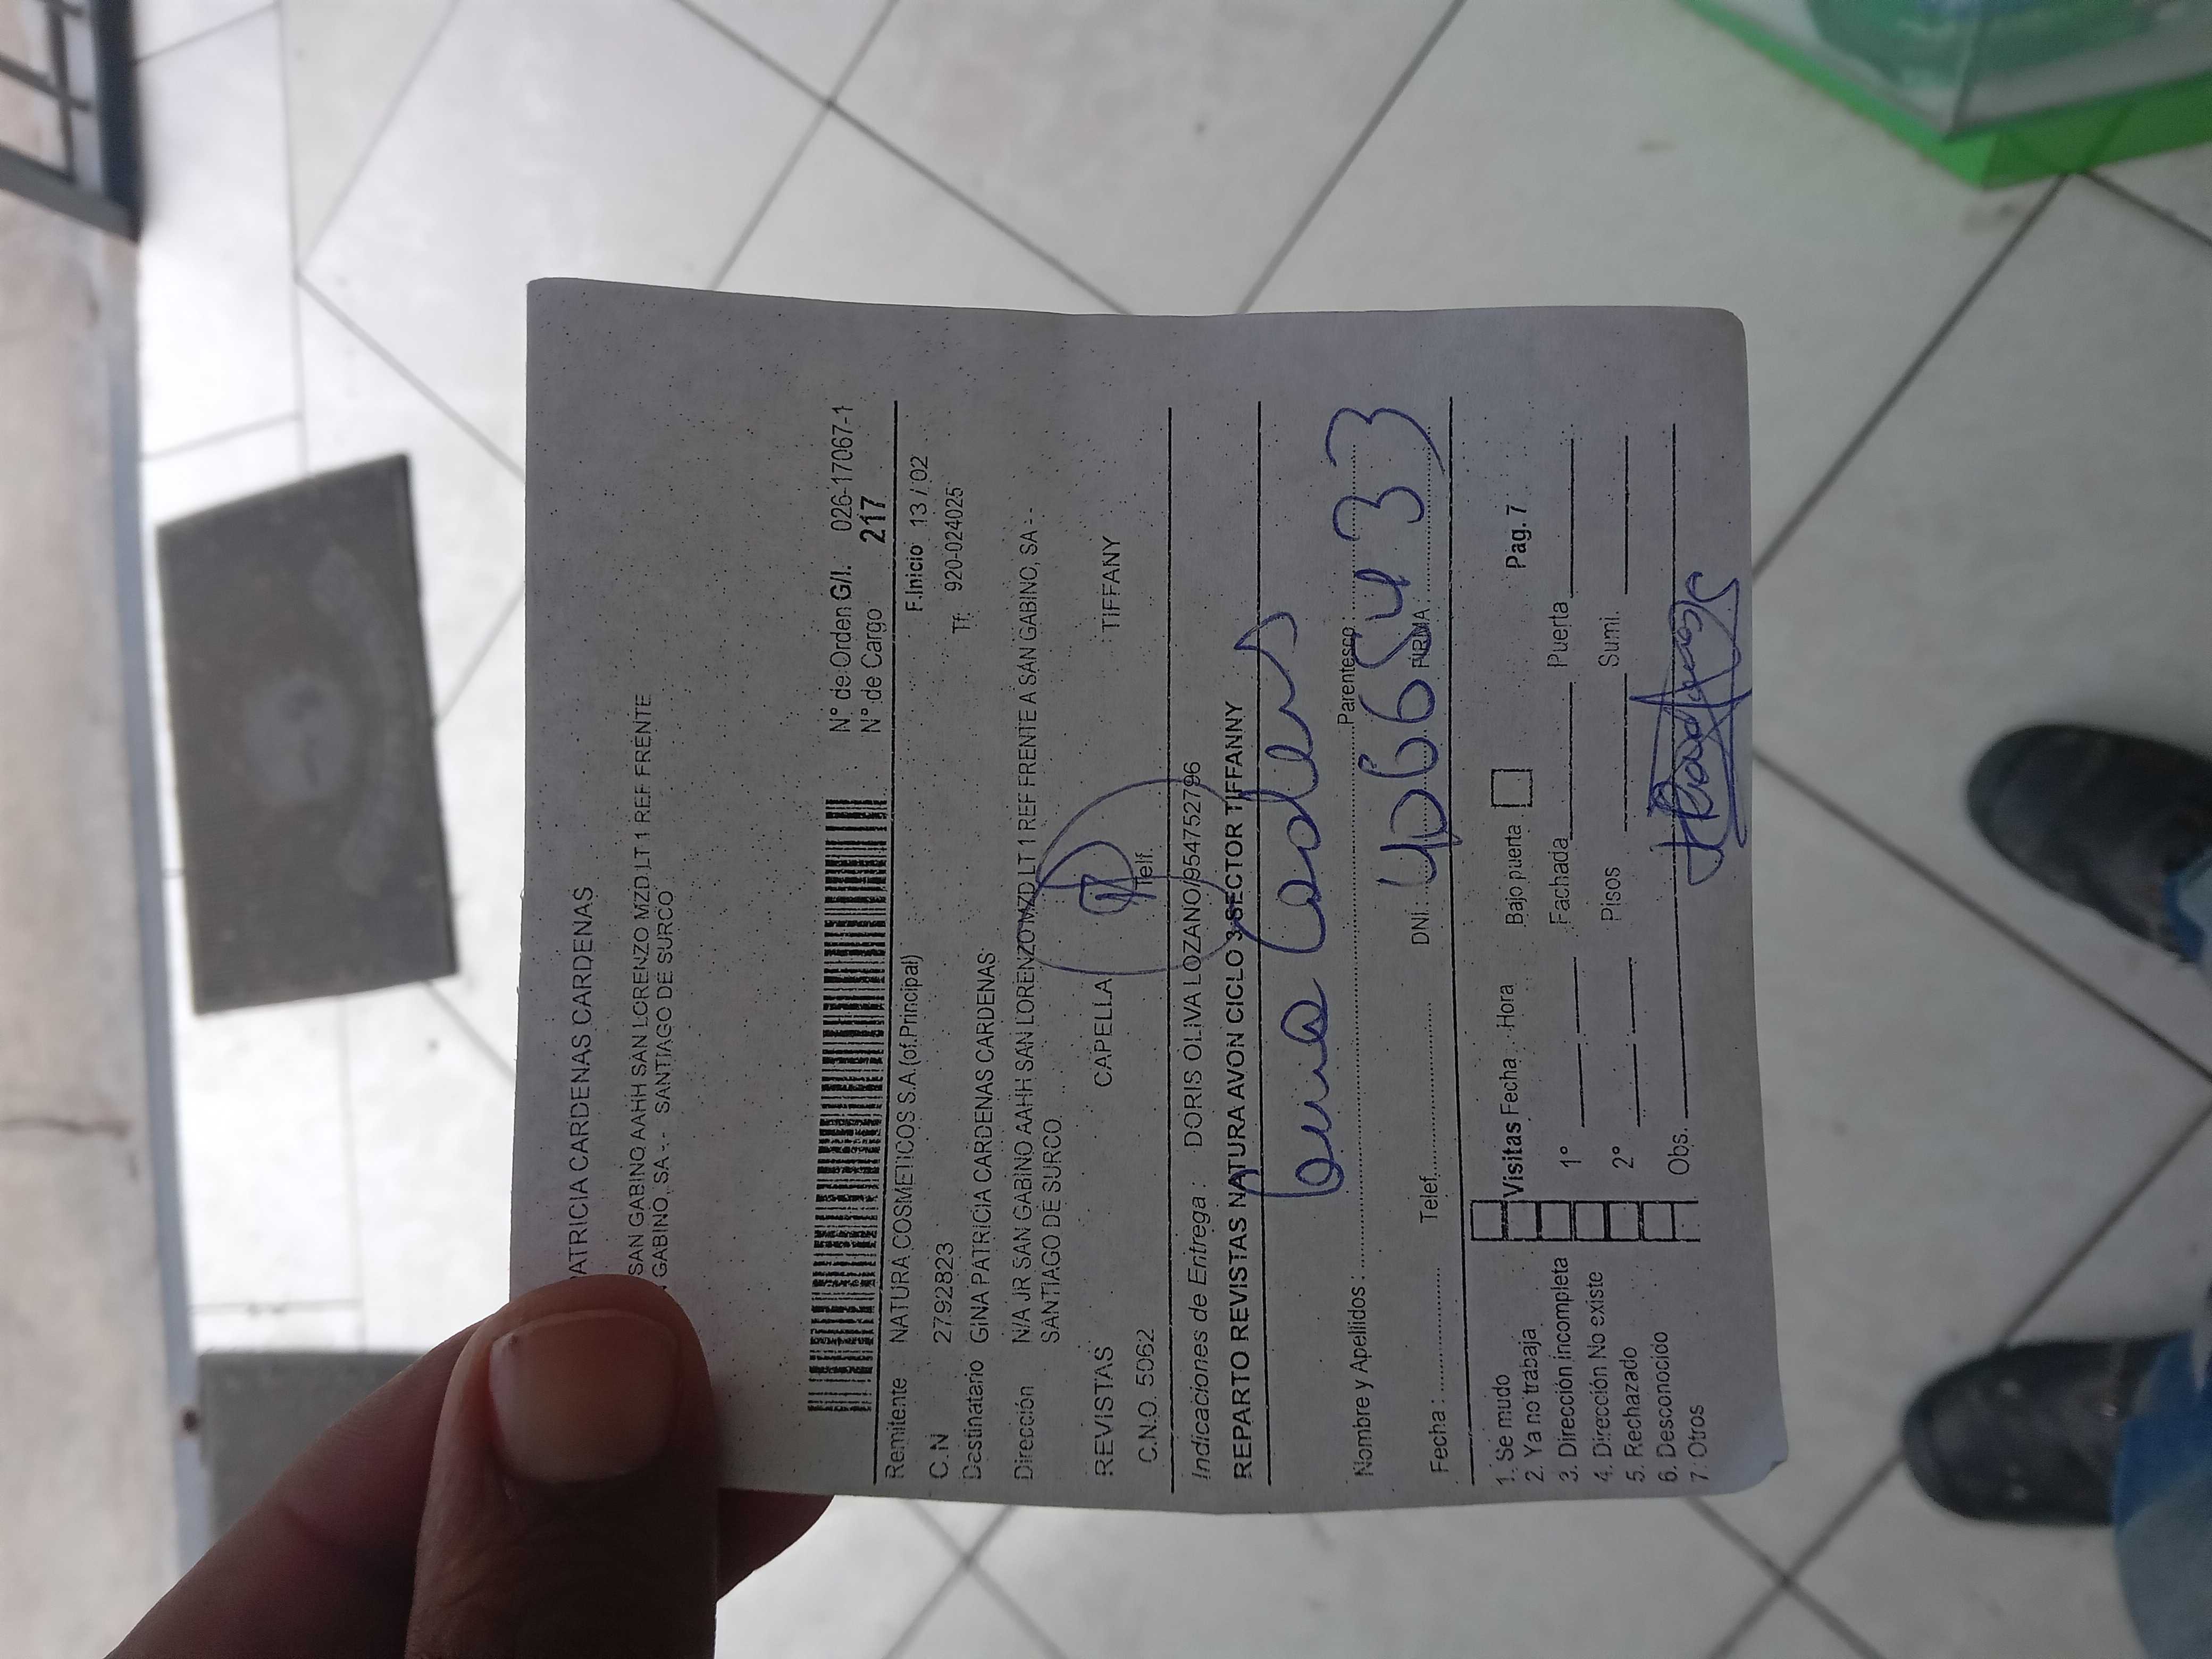 PATRICIA CARDENAS CARDENAS
SAN GABINO AAHH SAN LORENZO MZD LT 1 REF FRENTE
GABINO, SA - - SANTIAGO DE SURCO
N° de Orden G/I. 026-17067-1
N° de Cargo 217
Remitente NATURA COSMETICOS S.A. (of. Principal) F.Inicio 13 / 02
C.N 2792823 Tf. 920-024025
Destinatario GINA PATRICIA CARDENAS CARDENAS
Dirección N/A JR SAN GABINO AAHH SAN LORENZO MZD LT 1 REF FRENTE A SAN GABINO, SA - -
SANTIAGO DE SURCO
REVISTAS CAPELLA TIFFANY
C.N.O. 5062 Telf
Indicaciones de Entrega : DORIS OLIVA LOZANO/954752796
REPARTO REVISTAS NATURA AVON CICLO 3-SECTOR TIFFANNY
Nombre y Apellidos : Parentesco :
Fecha : Telef. DNI : 40665433 FIRMA
1. Se mudo
2. Ya no trabaja
3. Dirección incompleta
4. Dirección No existe
5. Rechazado
6. Desconocido
7. Otros
Visitas Fecha Hora Bajo puerta Pag. 7
1° : Fachada Puerta
2° : Pisos Sumi.
Obs.